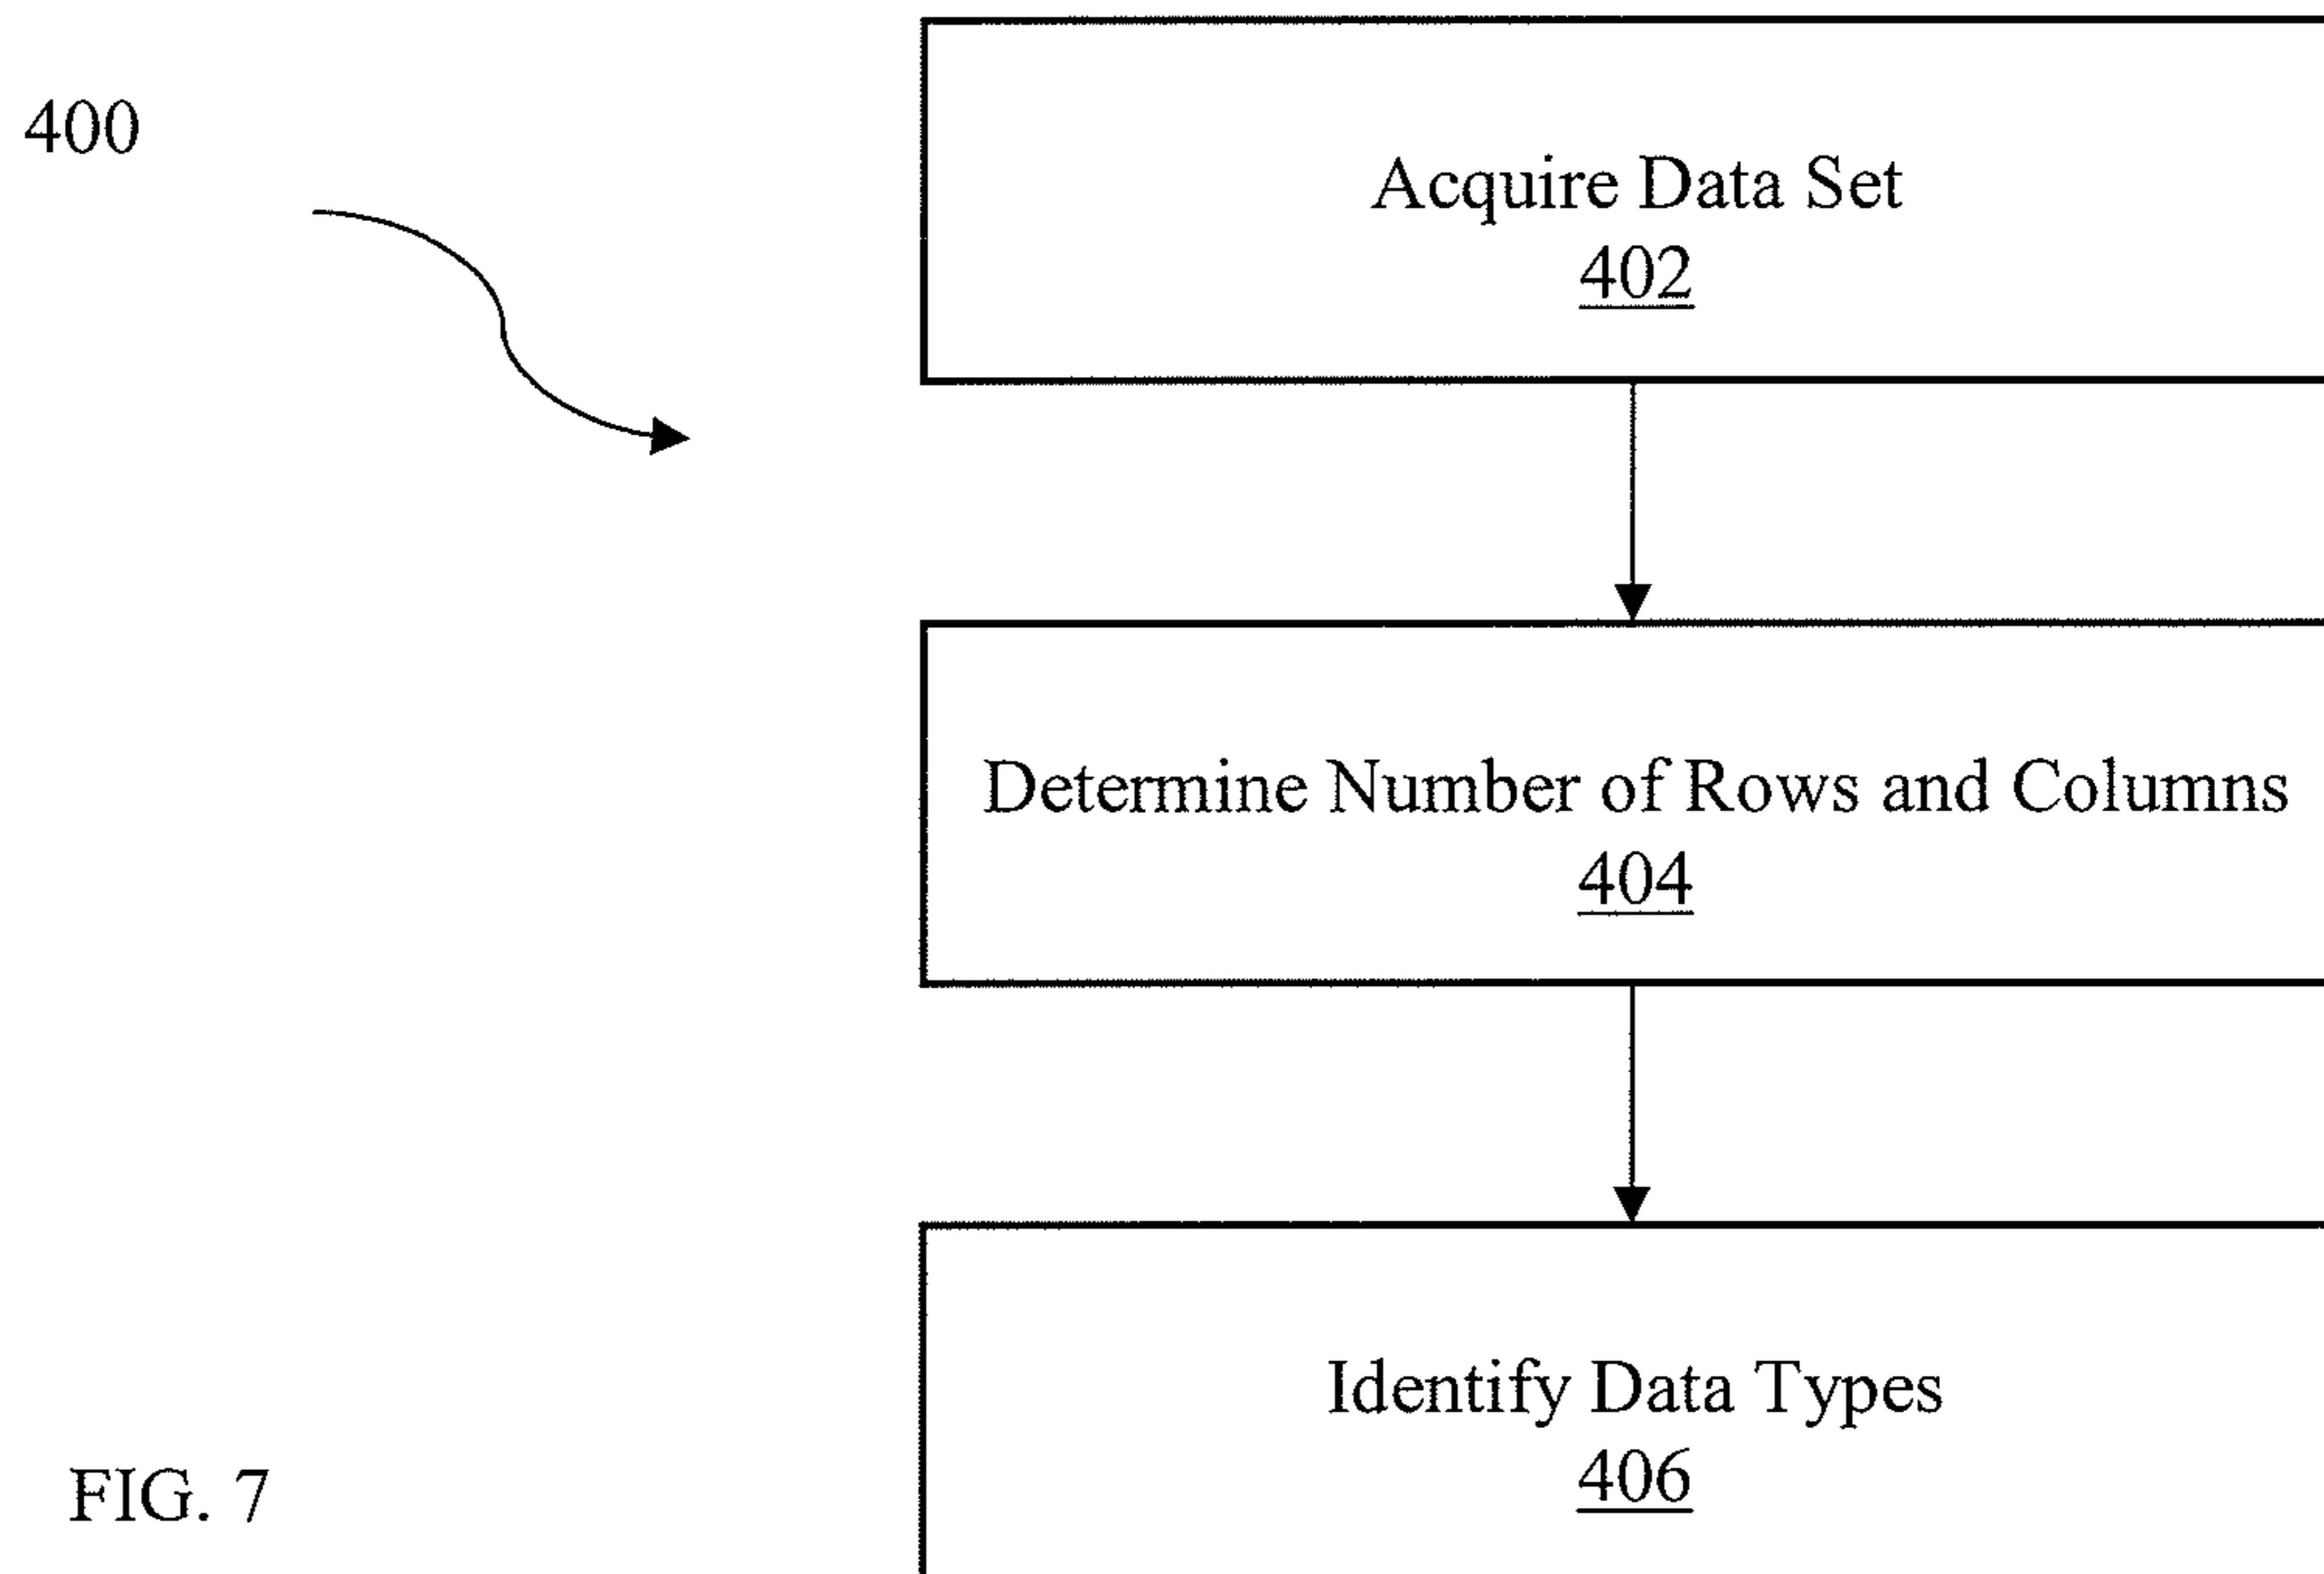 400
Acquire Data Set
402
Determine Number of Rows and Columns
404
Identify Data Types
406
FIG. 7